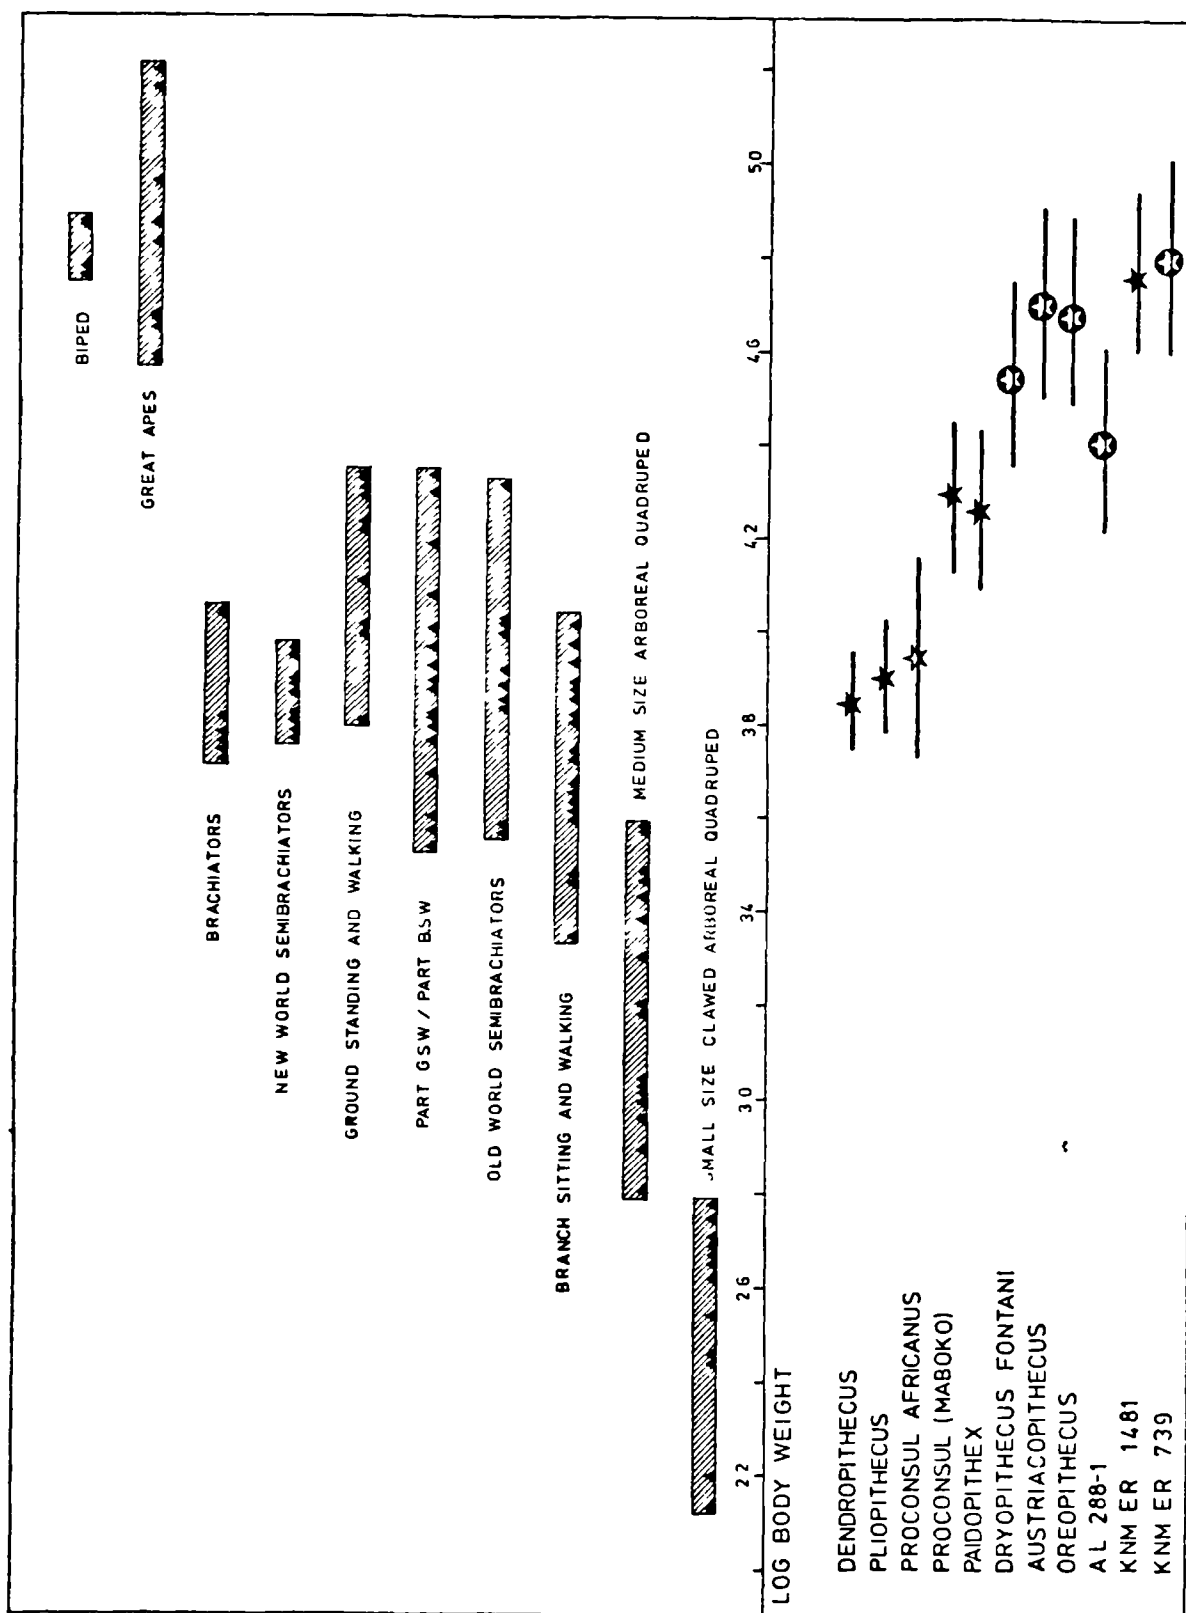 BIPED
GREAT APES
BRACHIATORS
NEW WORLD SEMIBRACHIATORS
GROUND STANDING AND WALKING
PART GSW / PART BSW
OLD WORLD SEMIBRACHIATORS
BRANCH SITTING AND WALKING
MEDIUM SIZE ARBOREAL QUADRUPED
SMALL SIZE CLAWED ARBOREAL QUADRUPED
LOG BODY WEIGHT
2 2
2 6
3 0
3 4
3 8
4,2
4,6
5,0
DENDROPITHECUS
PLIOPITHECUS
PROCONSUL AFRICANUS
PROCONSUL (MABOKO)
PAIDOPITHEX
DRYOPITHECUS FONTANI
AUSTRIACOPITHECUS
OREOPITHECUS
A L 288-1
KNM ER 1481
KNM ER 739